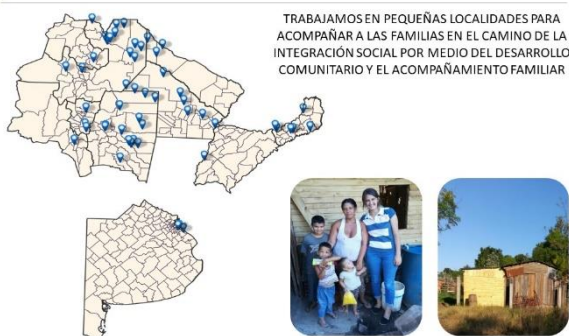 TRABAJAMOS EN PEQUEÑAS LOCALIDADES PARA
ACOMPAÑAR A LAS FAMILIAS EN EL CAMINO DE LA
INTEGRACIÓN SOCIAL POR MEDIO DEL DESARROLLO
COMUNITARIO Y EL ACOMPAÑAMIENTO FAMILIAR